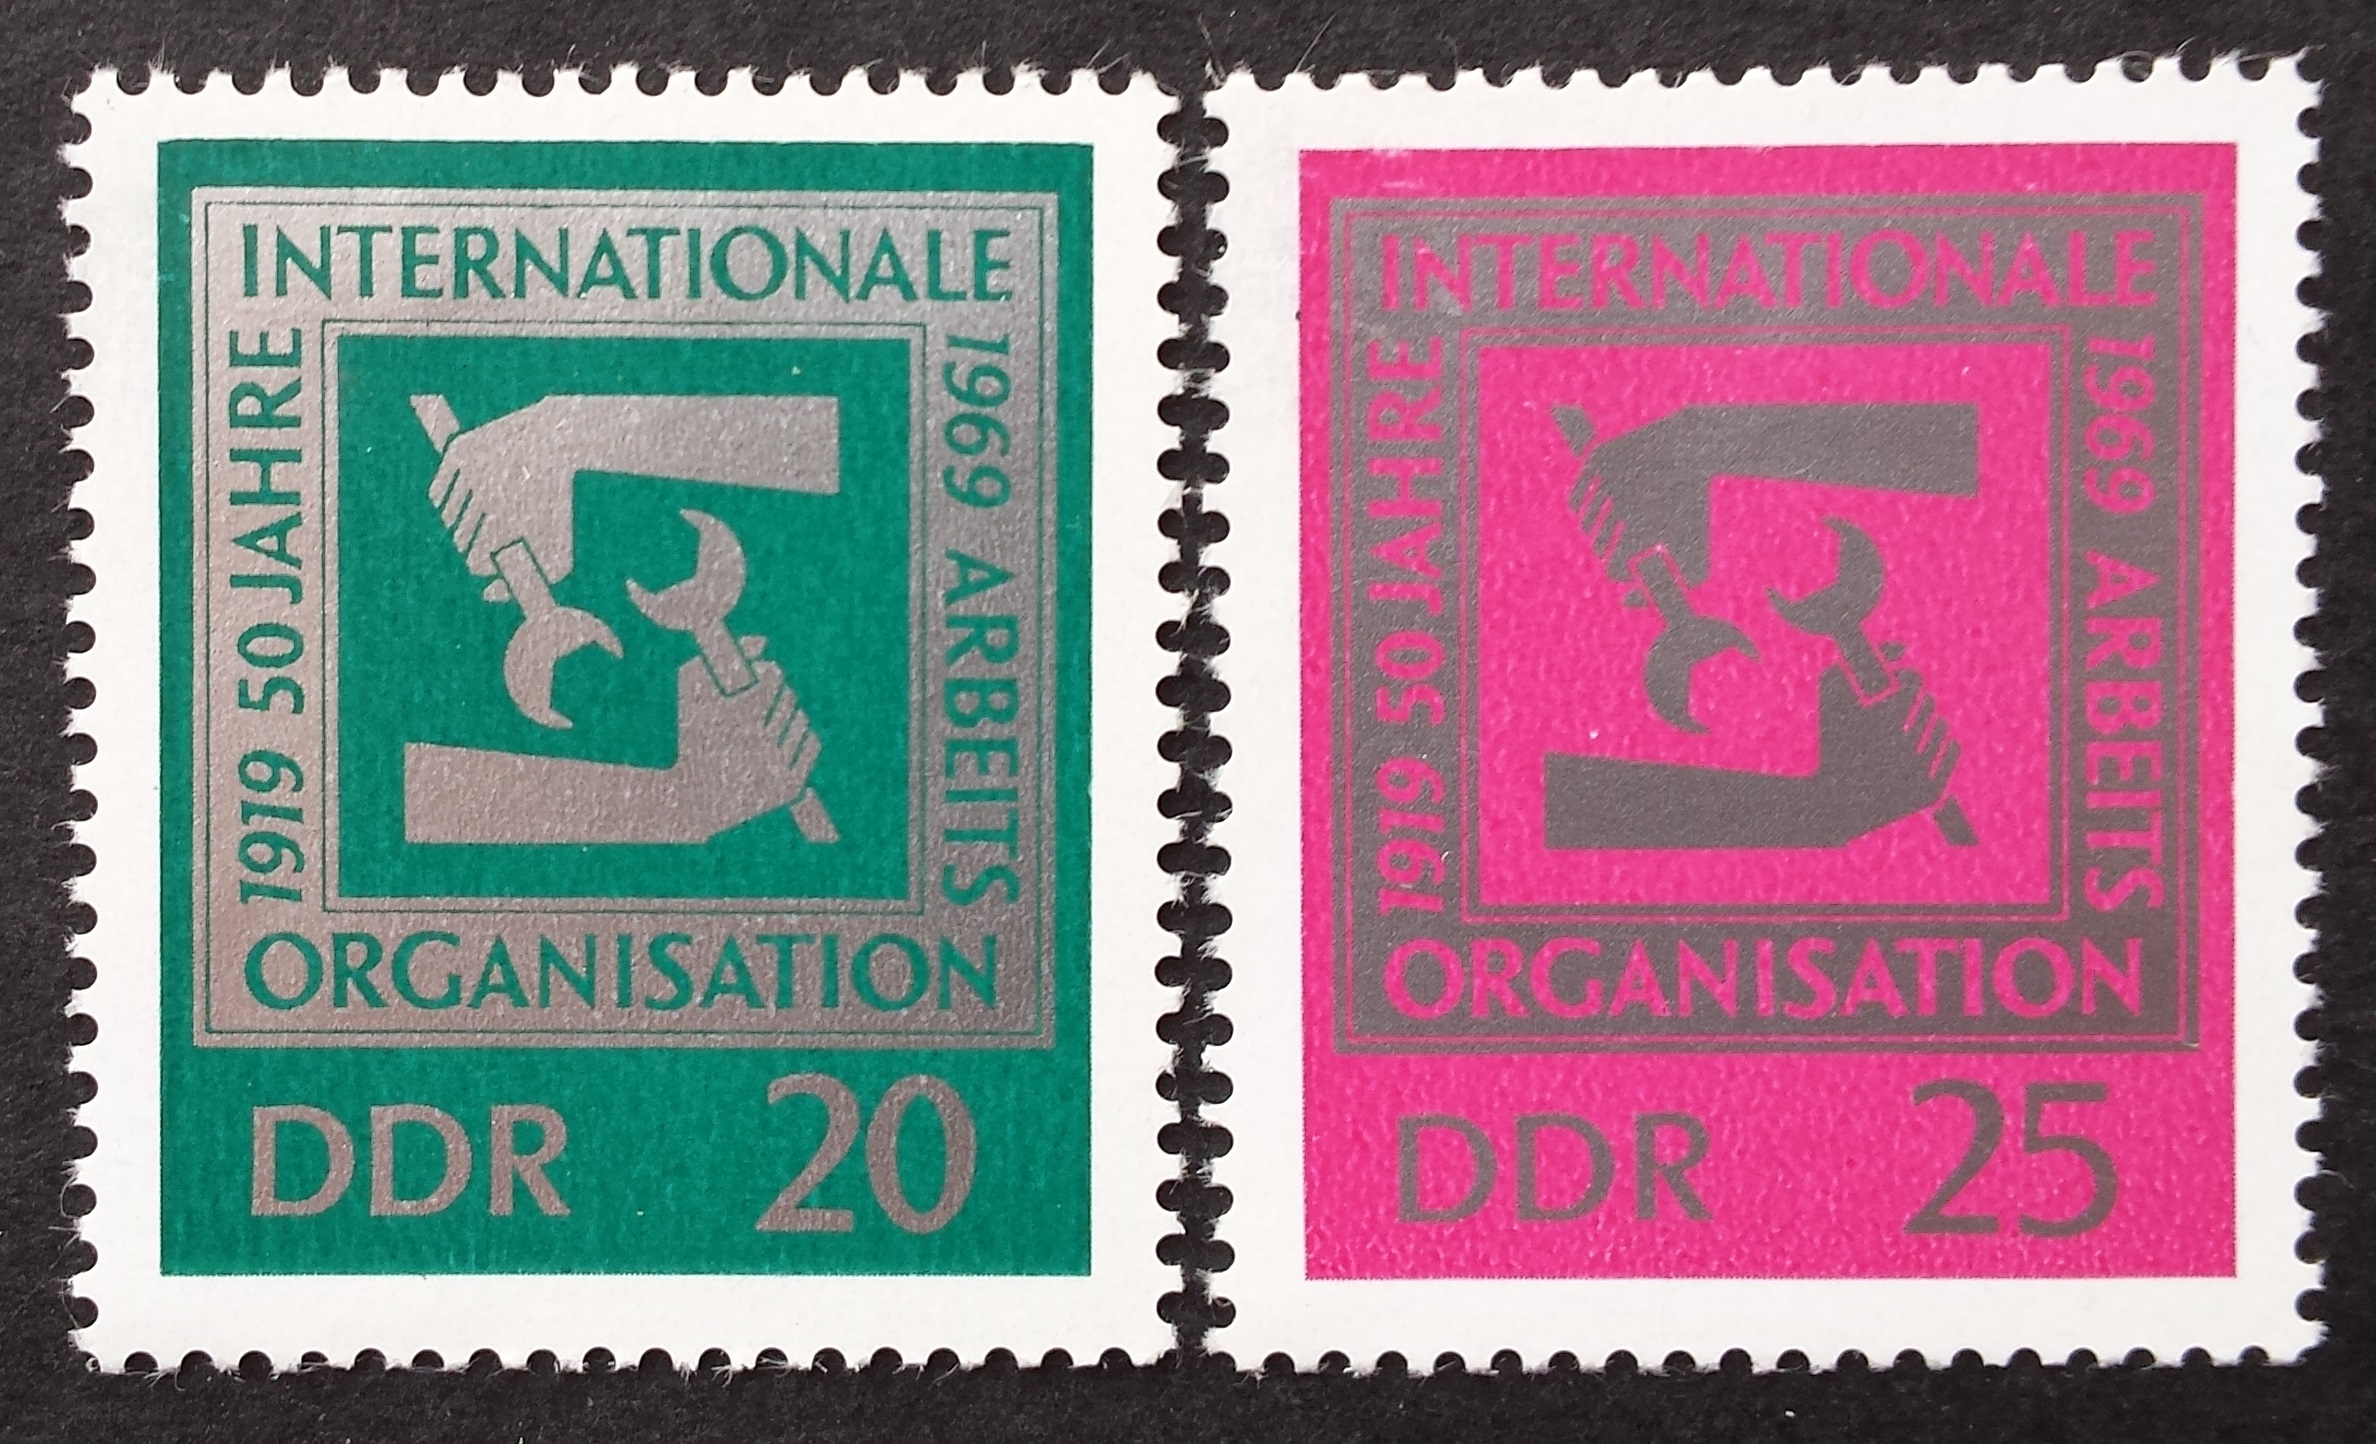 1919 50 JAHRE
INTERNATIONALE
1969 ARBEITS
ORGANISATION
DDR 20
1919 50 JAHRE
INTERNATIONALE
1969 ARBEITS
ORGANISATION
DDR 25